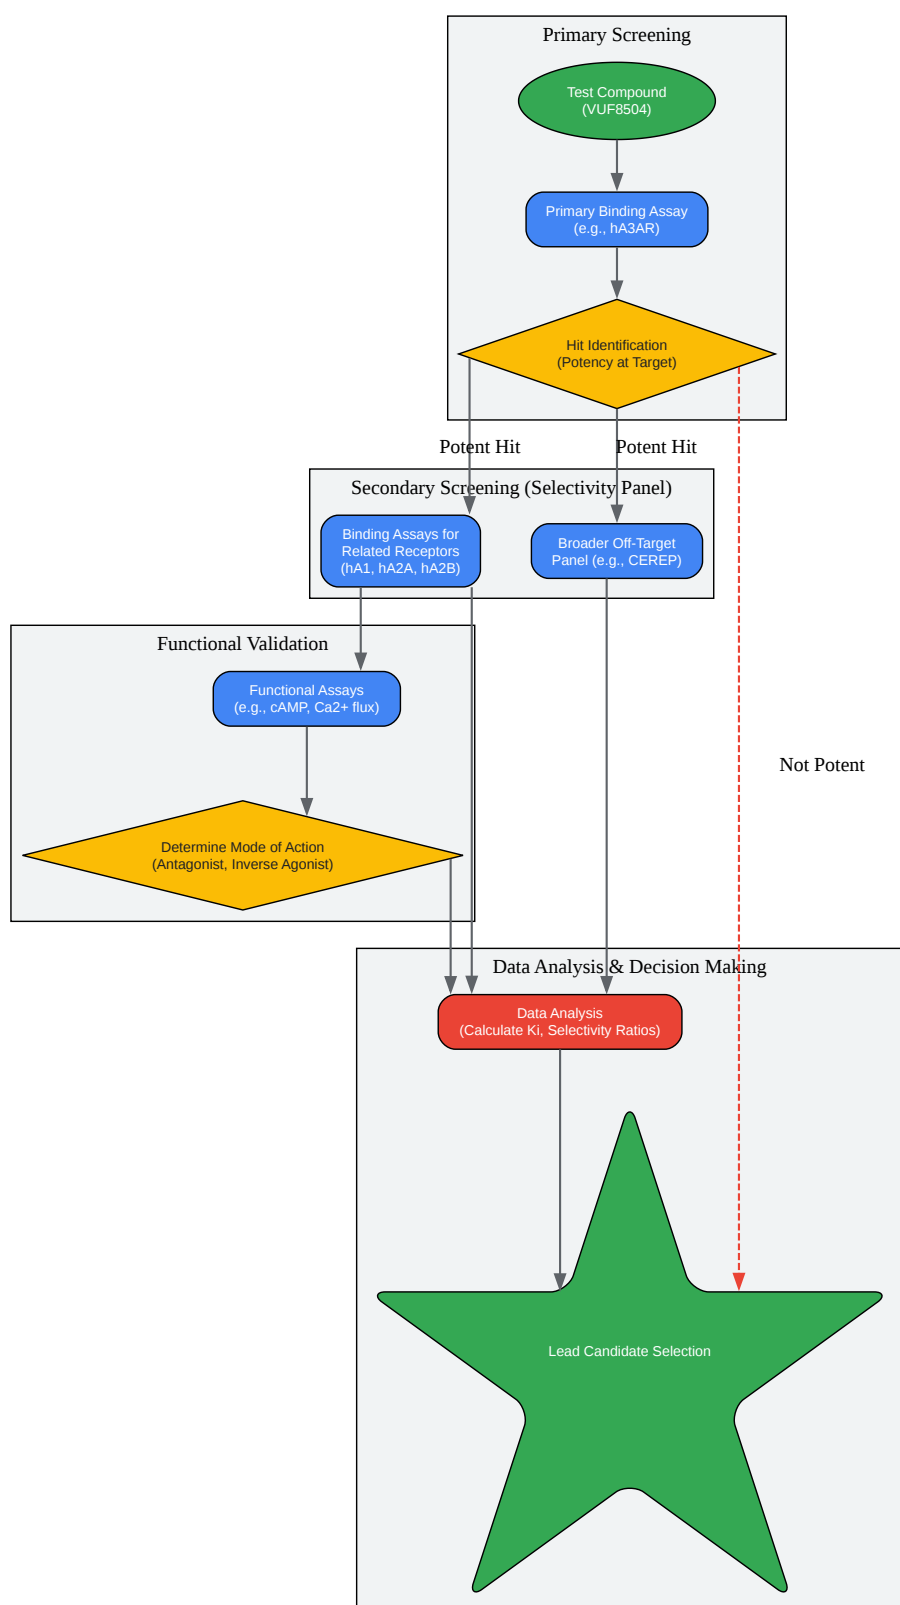 Primary Screening
Test Compound
(VUF8504)
Primary Binding Assay
(e.g., hA3AR)
Hit Identification
(Potency at Target)
Potent Hit
Potent Hit
Secondary Screening (Selectivity Panel)
Binding Assays for
Related Receptors
(hA1, hA2A, hA2B)
Broader Off-Target
Panel (e.g., CEREP)
Functional Validation
Functional Assays
(e.g., cAMP, Ca2+ flux)
Not Potent
Determine Mode of Action
(Antagonist, Inverse Agonist)
Data Analysis & Decision Making
Data Analysis
(Calculate Ki, Selectivity Ratios)
Lead Candidate Selection